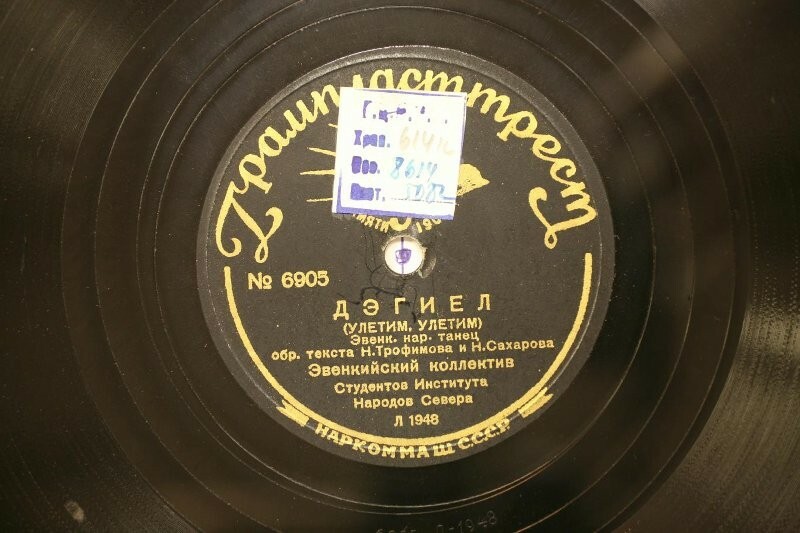 Грампласттрест
Хран.
8614
№ 6905
ДЭГИЕЛ
(УЛЕТИМ, УЛЕТИМ)
Эвенк. нар. танец
обр. текста Н.Трофимова и Н.Сахарова
Эвенкийский коллектив
Студентов Института
Народов Севера
Л 1948
НАРКОММАШ С.С.С.Р.